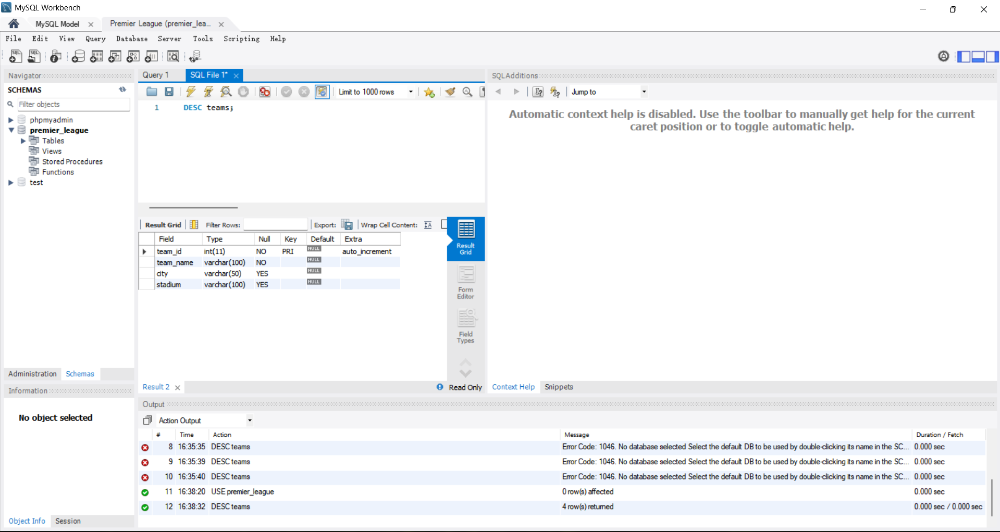 MySQL Workbench
MySQL Model
Premier League (premier_lea...
File Edit View Query Database Server Tools Scripting Help
Navigator
SCHEMAS
Filter objects
phpmyadmin
premier_league
Tables
Views
Stored Procedures
Functions
test
Administration Schemas
Information
No object selected
Object Info Session
Query 1 SQL File 1*
Limit to 1000 rows
1 DESC teams;
Result Grid Filter Rows: Export: Wrap Cell Content: IA
Field Type Null Key Default Extra
team_id int(11) NO PRI NULL auto_increment
team_name varchar(100) NO NULL
city varchar(50) YES NULL
stadium varchar(100) YES NULL
Result
Grid
Form
Editor
Field
Types
Result 2
Read Only
SQLAdditions
Jump to
Automatic context help is disabled. Use the toolbar to manually get help for the current
caret position or to toggle automatic help.
Context Help Snippets
Output
Action Output
# Time Action Message Duration / Fetch
8 16:35:35 DESC teams Error Code: 1046. No database selected Select the default DB to be used by double-clicking its name in the SC... 0.000 sec
9 16:35:39 DESC teams Error Code: 1046. No database selected Select the default DB to be used by double-clicking its name in the SC... 0.000 sec
10 16:35:40 DESC teams Error Code: 1046. No database selected Select the default DB to be used by double-clicking its name in the SC... 0.000 sec
11 16:38:20 USE premier_league 0 row(s) affected 0.000 sec
12 16:38:32 DESC teams 4 row(s) returned 0.000 sec / 0.000 sec